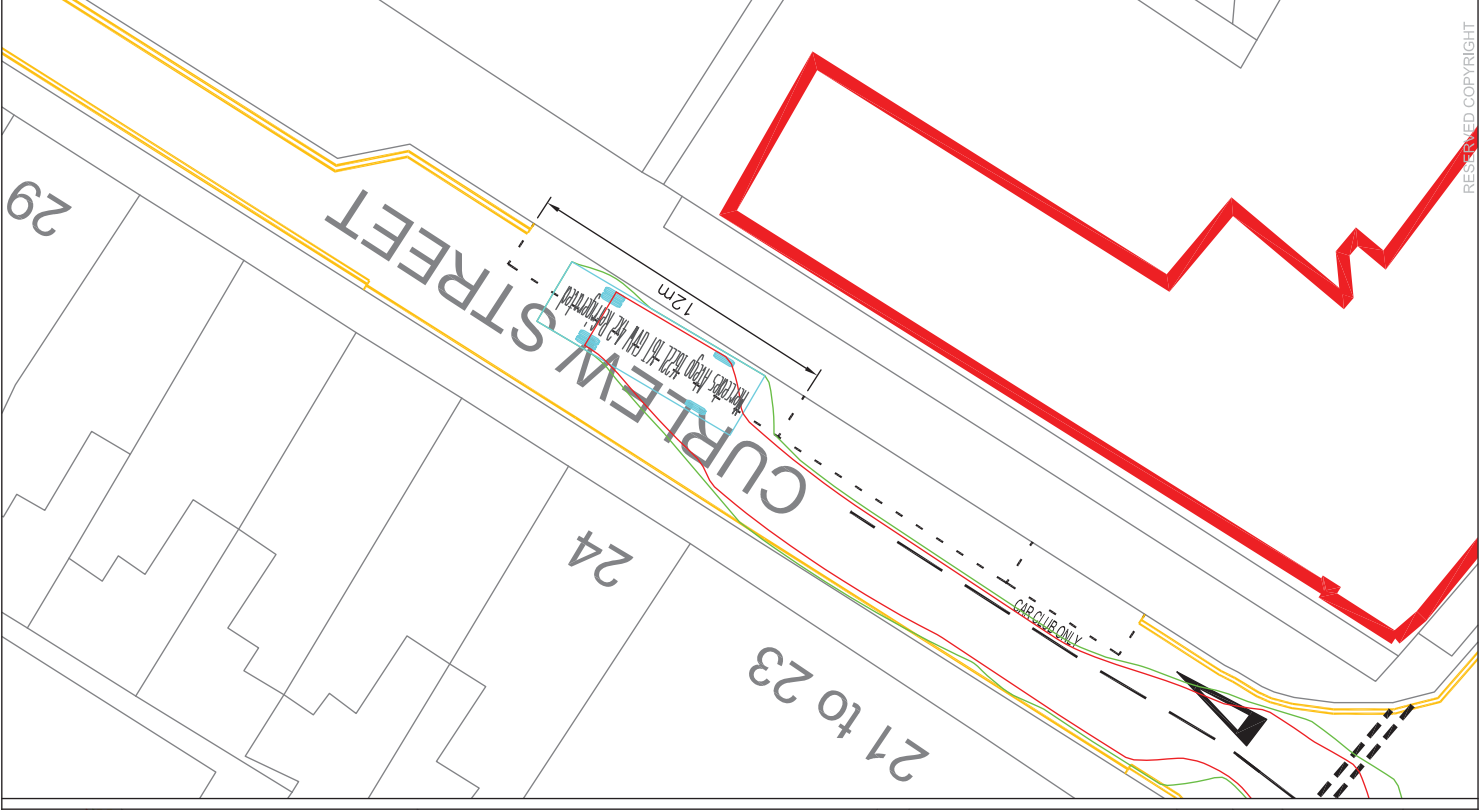 CURLEW STREET
29
12m
24
21 to 23
CAR CLUB ONLY
RESERVED COPYRIGHT